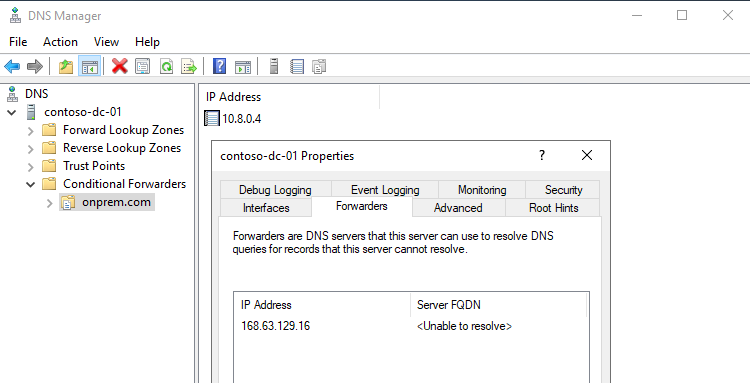 DNS Manager
File Action View Help
DNS
contoso-dc-01
Forward Lookup Zones
Reverse Lookup Zones
Trust Points
Conditional Forwarders
onprem.com
IP Address
10.8.0.4
contoso-dc-01 Properties
Debug Logging Event Logging Monitoring Security
Interfaces Forwarders Advanced Root Hints
Forwarders are DNS servers that this server can use to resolve DNS
queries for records that this server cannot resolve.
IP Address Server FQDN
168.63.129.16 <Unable to resolve>